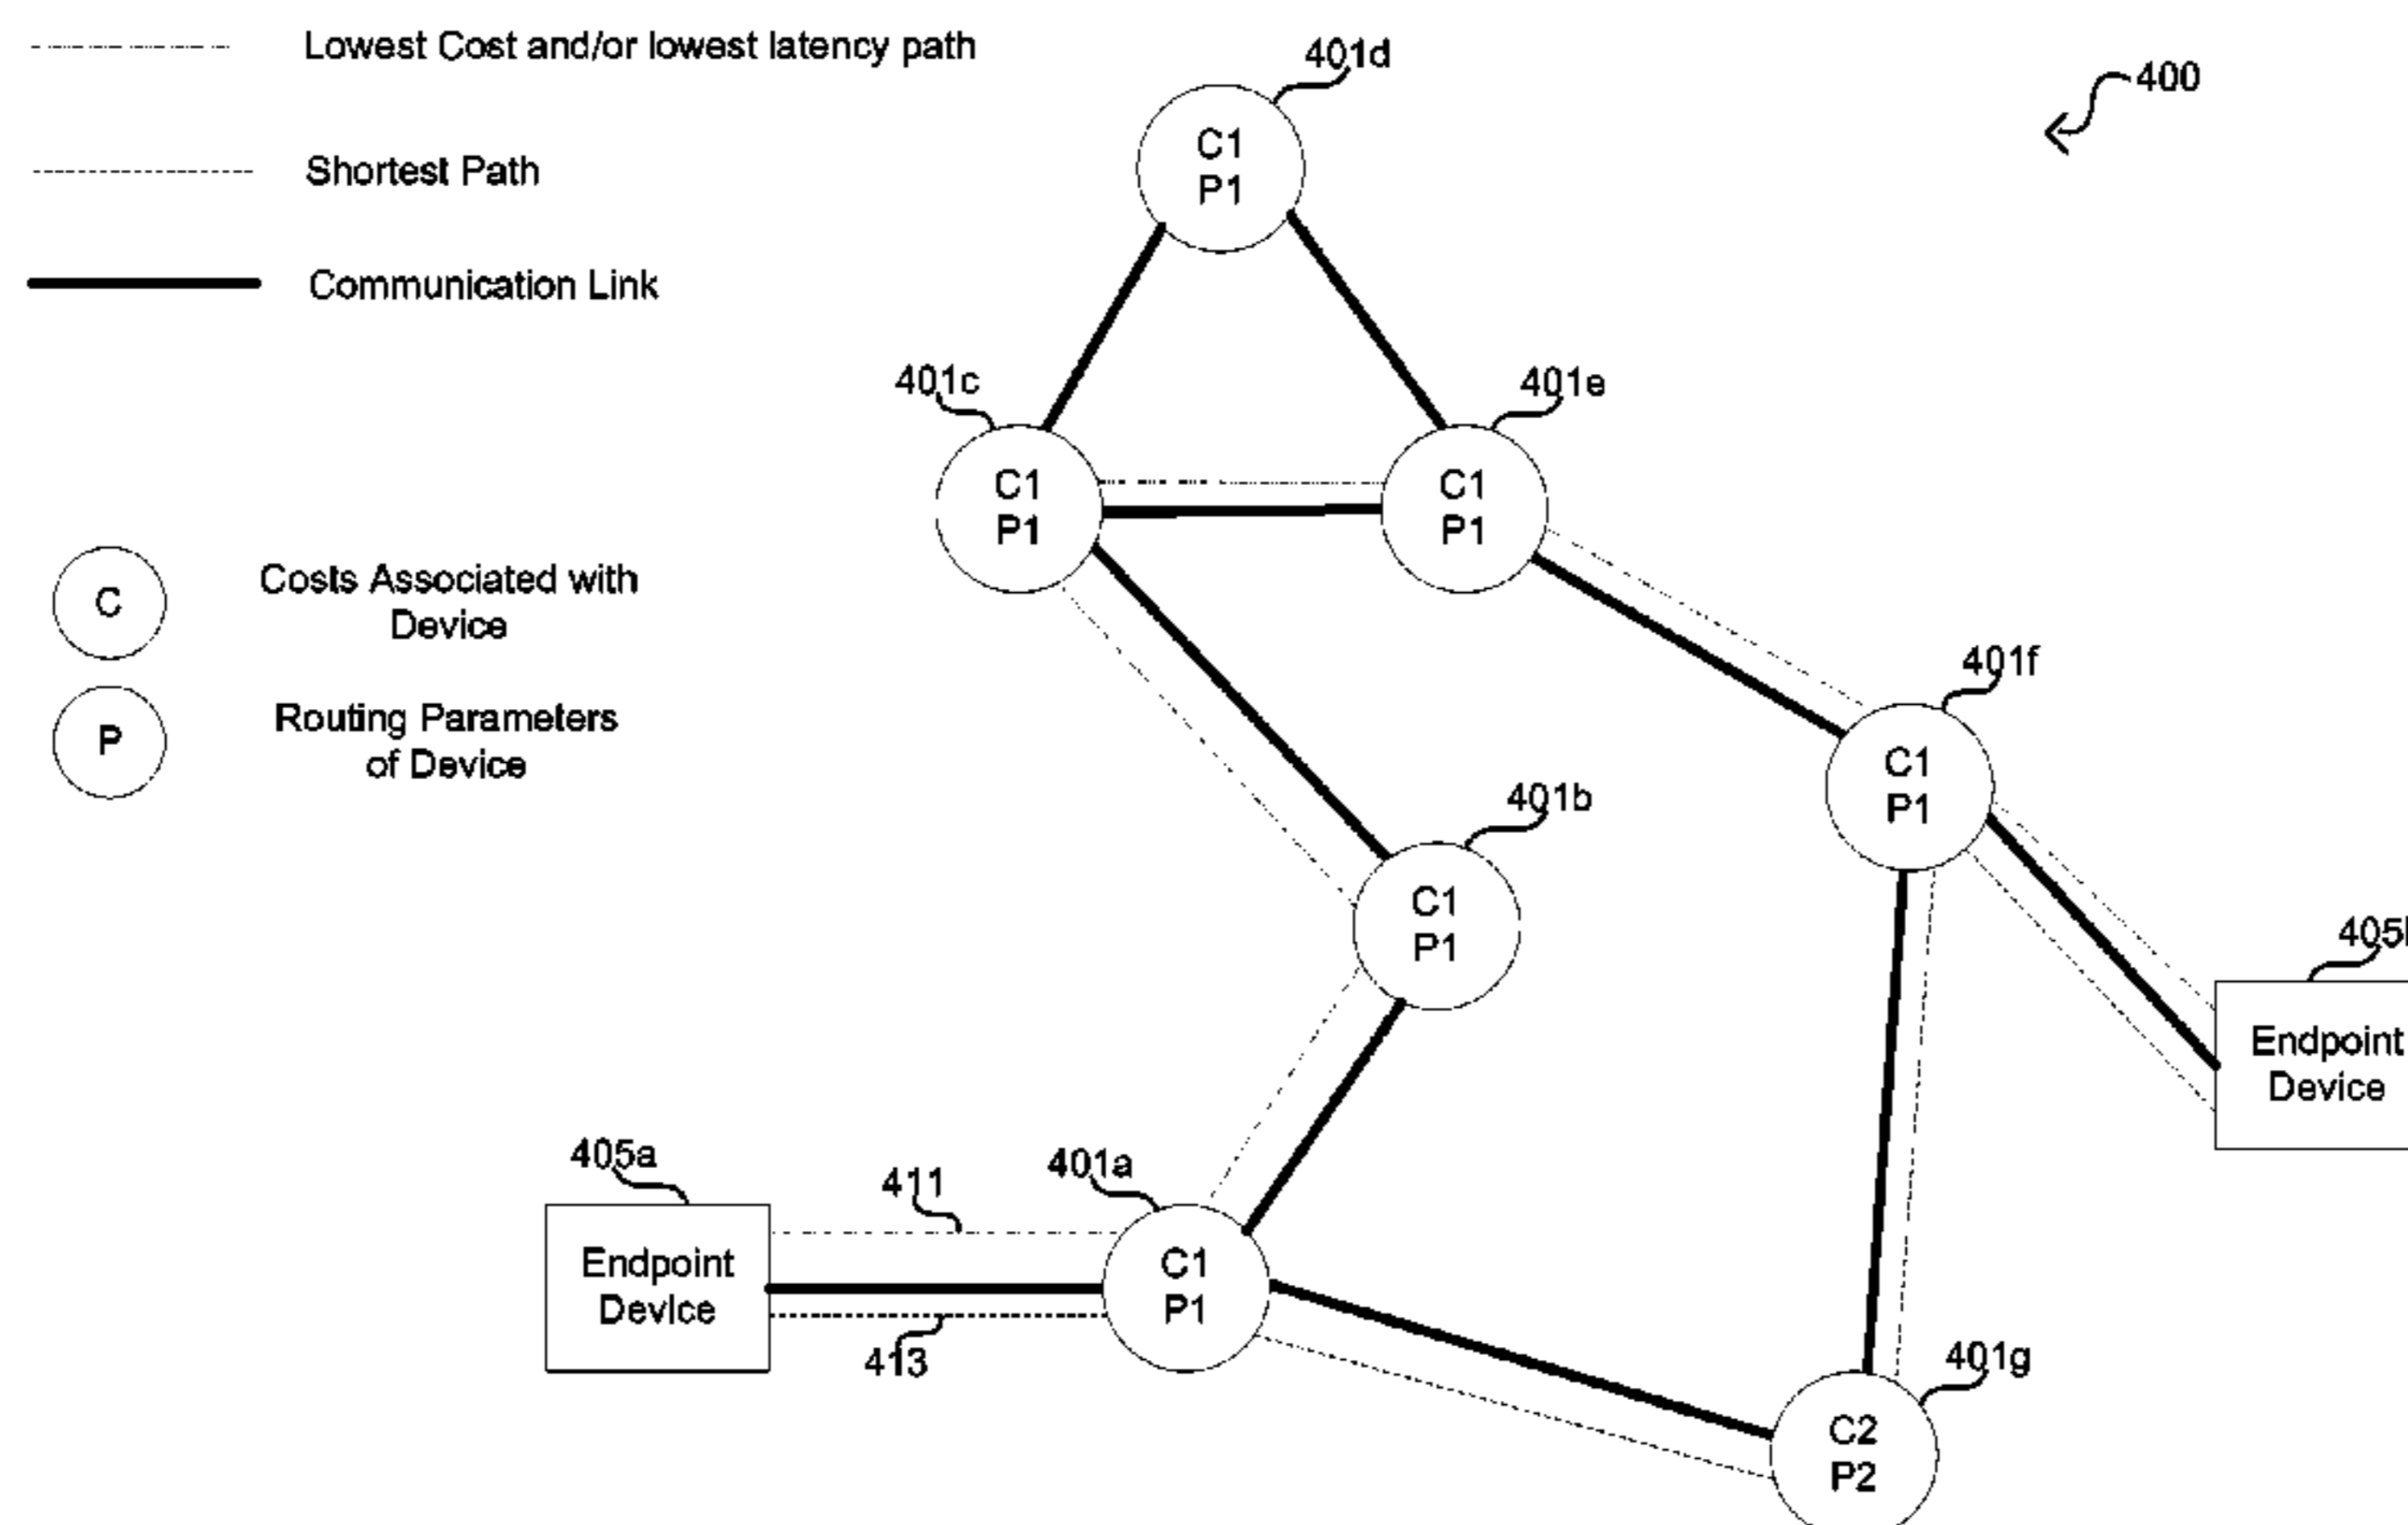 Lowest Cost and/or lowest latency path
Shortest Path
Communication Link
C
Costs Associated with
Device
P
Routing Parameters
of Device
400
401d
C1
P1
401c
C1
P1
401e
C1
P1
401f
C1
P1
401b
C1
P1
Endpoint
Device
405a
Endpoint
Device
411
413
401a
C1
P1
401g
C2
P2